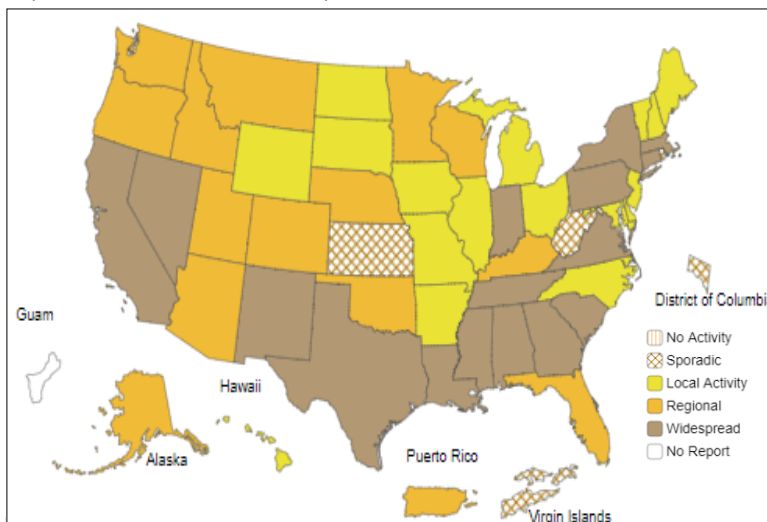 Guam
Alaska
Hawaii
Puerto Rico
Virgin Islands
District of Columbi
No Activity
Sporadic
Local Activity
Regional
Widespread
No Report